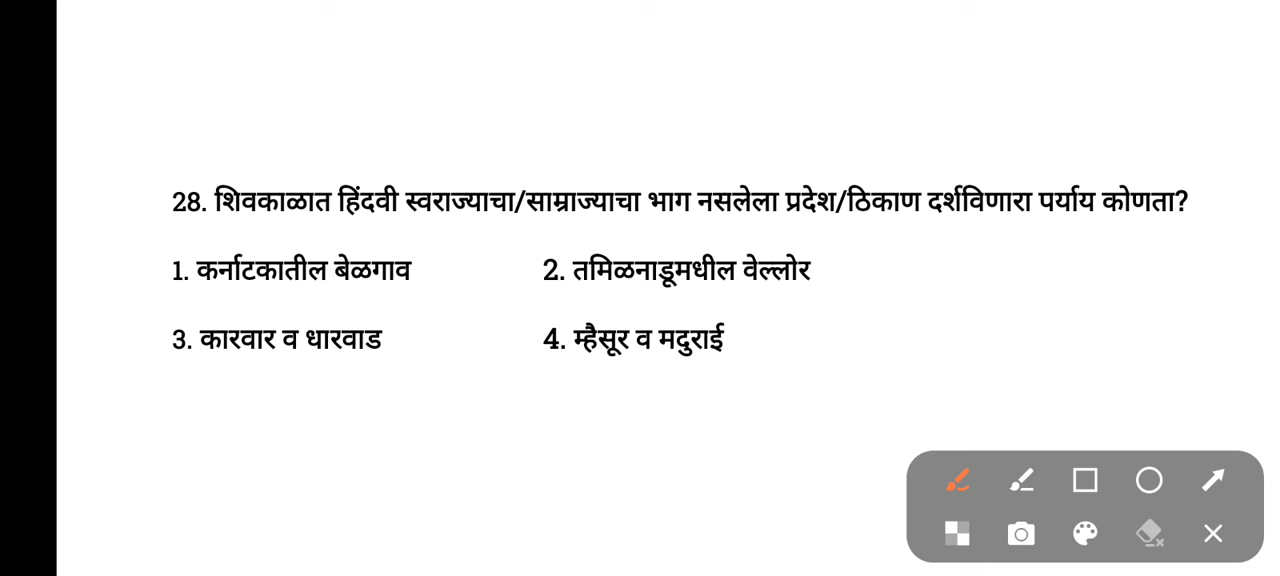 28. शिवकाळात हिंदवी स्वराज्याचा/साम्राज्याचा भाग नसलेला प्रदेश/ठिकाण दर्शविणारा पर्याय कोणता?
1. कर्नाटकातील बेळगाव 2. तमिळनाडूमधील वेल्लोर
3. कारवार व धारवाड 4. म्हैसूर व मदुराई